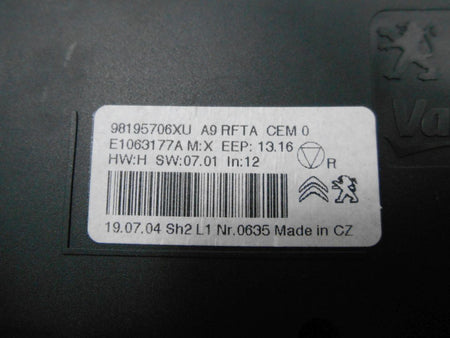 98195706XU A9 RFTA CEM 0
E1063177A M:X EEP: 13.16
HW:H SW:07.01 In:12 R
19.07.04 Sh2 L1 Nr.0635 Made in CZ